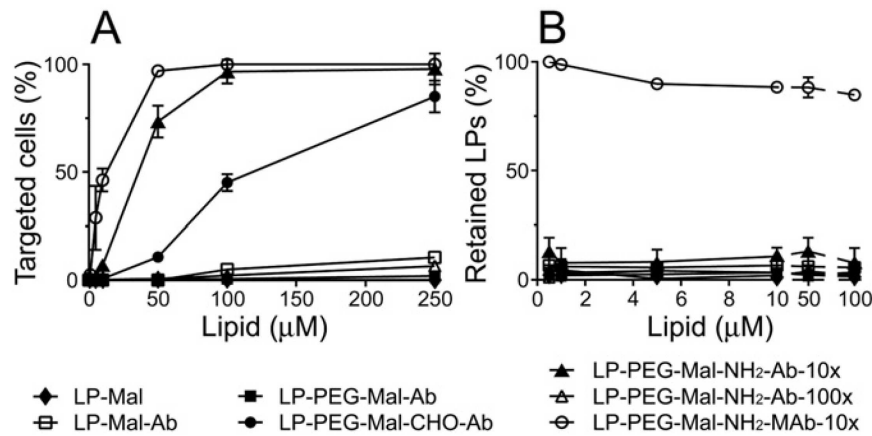 A
B
Targeted cells (%)
100
50
0
0 50 100 150 200 250
Lipid (μM)
Retained LPs (%)
100
50
0
2 4 6 8 10 50 100
Lipid (μM)
LP-Mal
LP-Mal-Ab
LP-PEG-Mal-Ab
LP-PEG-Mal-CHO-Ab
LP-PEG-Mal-NH₂-Ab-10x
LP-PEG-Mal-NH₂-Ab-100x
LP-PEG-Mal-NH₂-MAb-10x